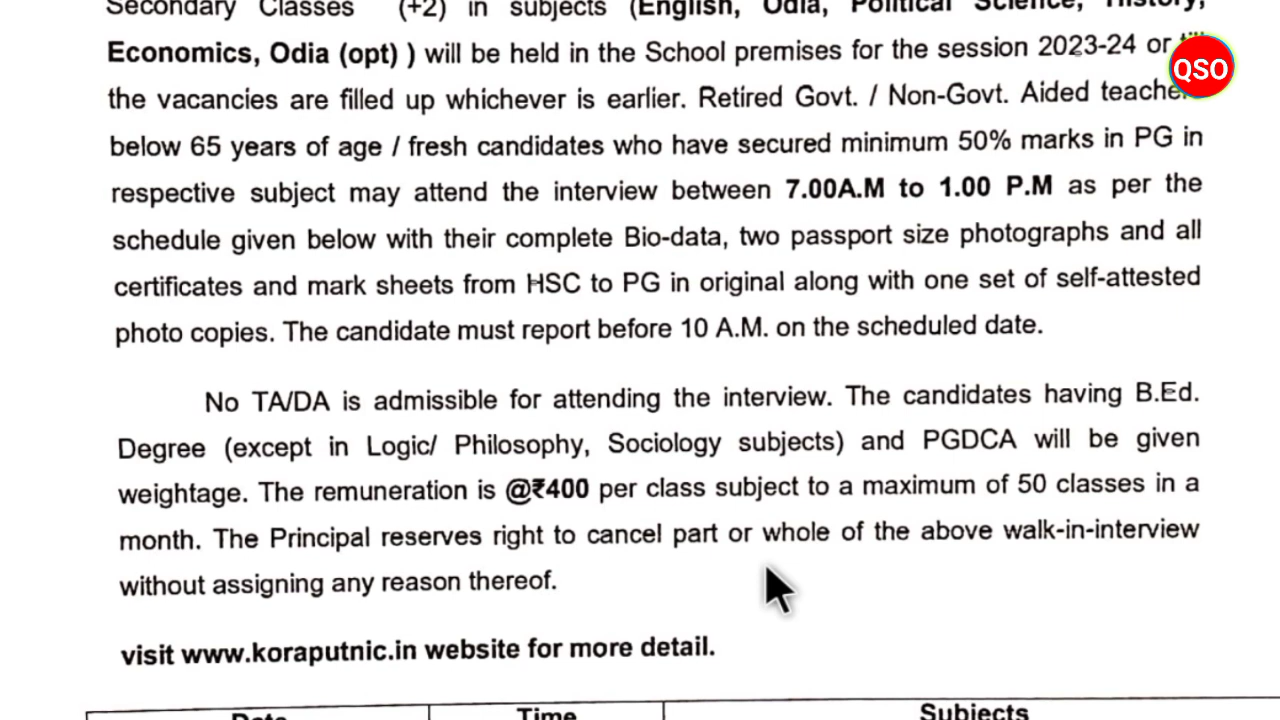 Secondary Classes (+2) in subjects (English, Odia, Political Science, History,
Economics, Odia (opt) ) will be held in the School premises for the session 2023-24 or till
QSO
the vacancies are filled up whichever is earlier. Retired Govt. / Non-Govt. Aided teachers
below 65 years of age / fresh candidates who have secured minimum 50% marks in PG in
respective subject may attend the interview between 7.00A.M to 1.00 P.M as per the
schedule given below with their complete Bio-data, two passport size photographs and all
certificates and mark sheets from HSC to PG in original along with one set of self-attested
photo copies. The candidate must report before 10 A.M. on the scheduled date.
No TA/DA is admissible for attending the interview. The candidates having B.Ed.
Degree (except in Logic/ Philosophy, Sociology subjects) and PGDCA will be given
weightage. The remuneration is @₹400 per class subject to a maximum of 50 classes in a
month. The Principal reserves right to cancel part or whole of the above walk-in-interview
without assigning any reason thereof.
visit www.koraputnic.in website for more detail.
Date Time Subjects